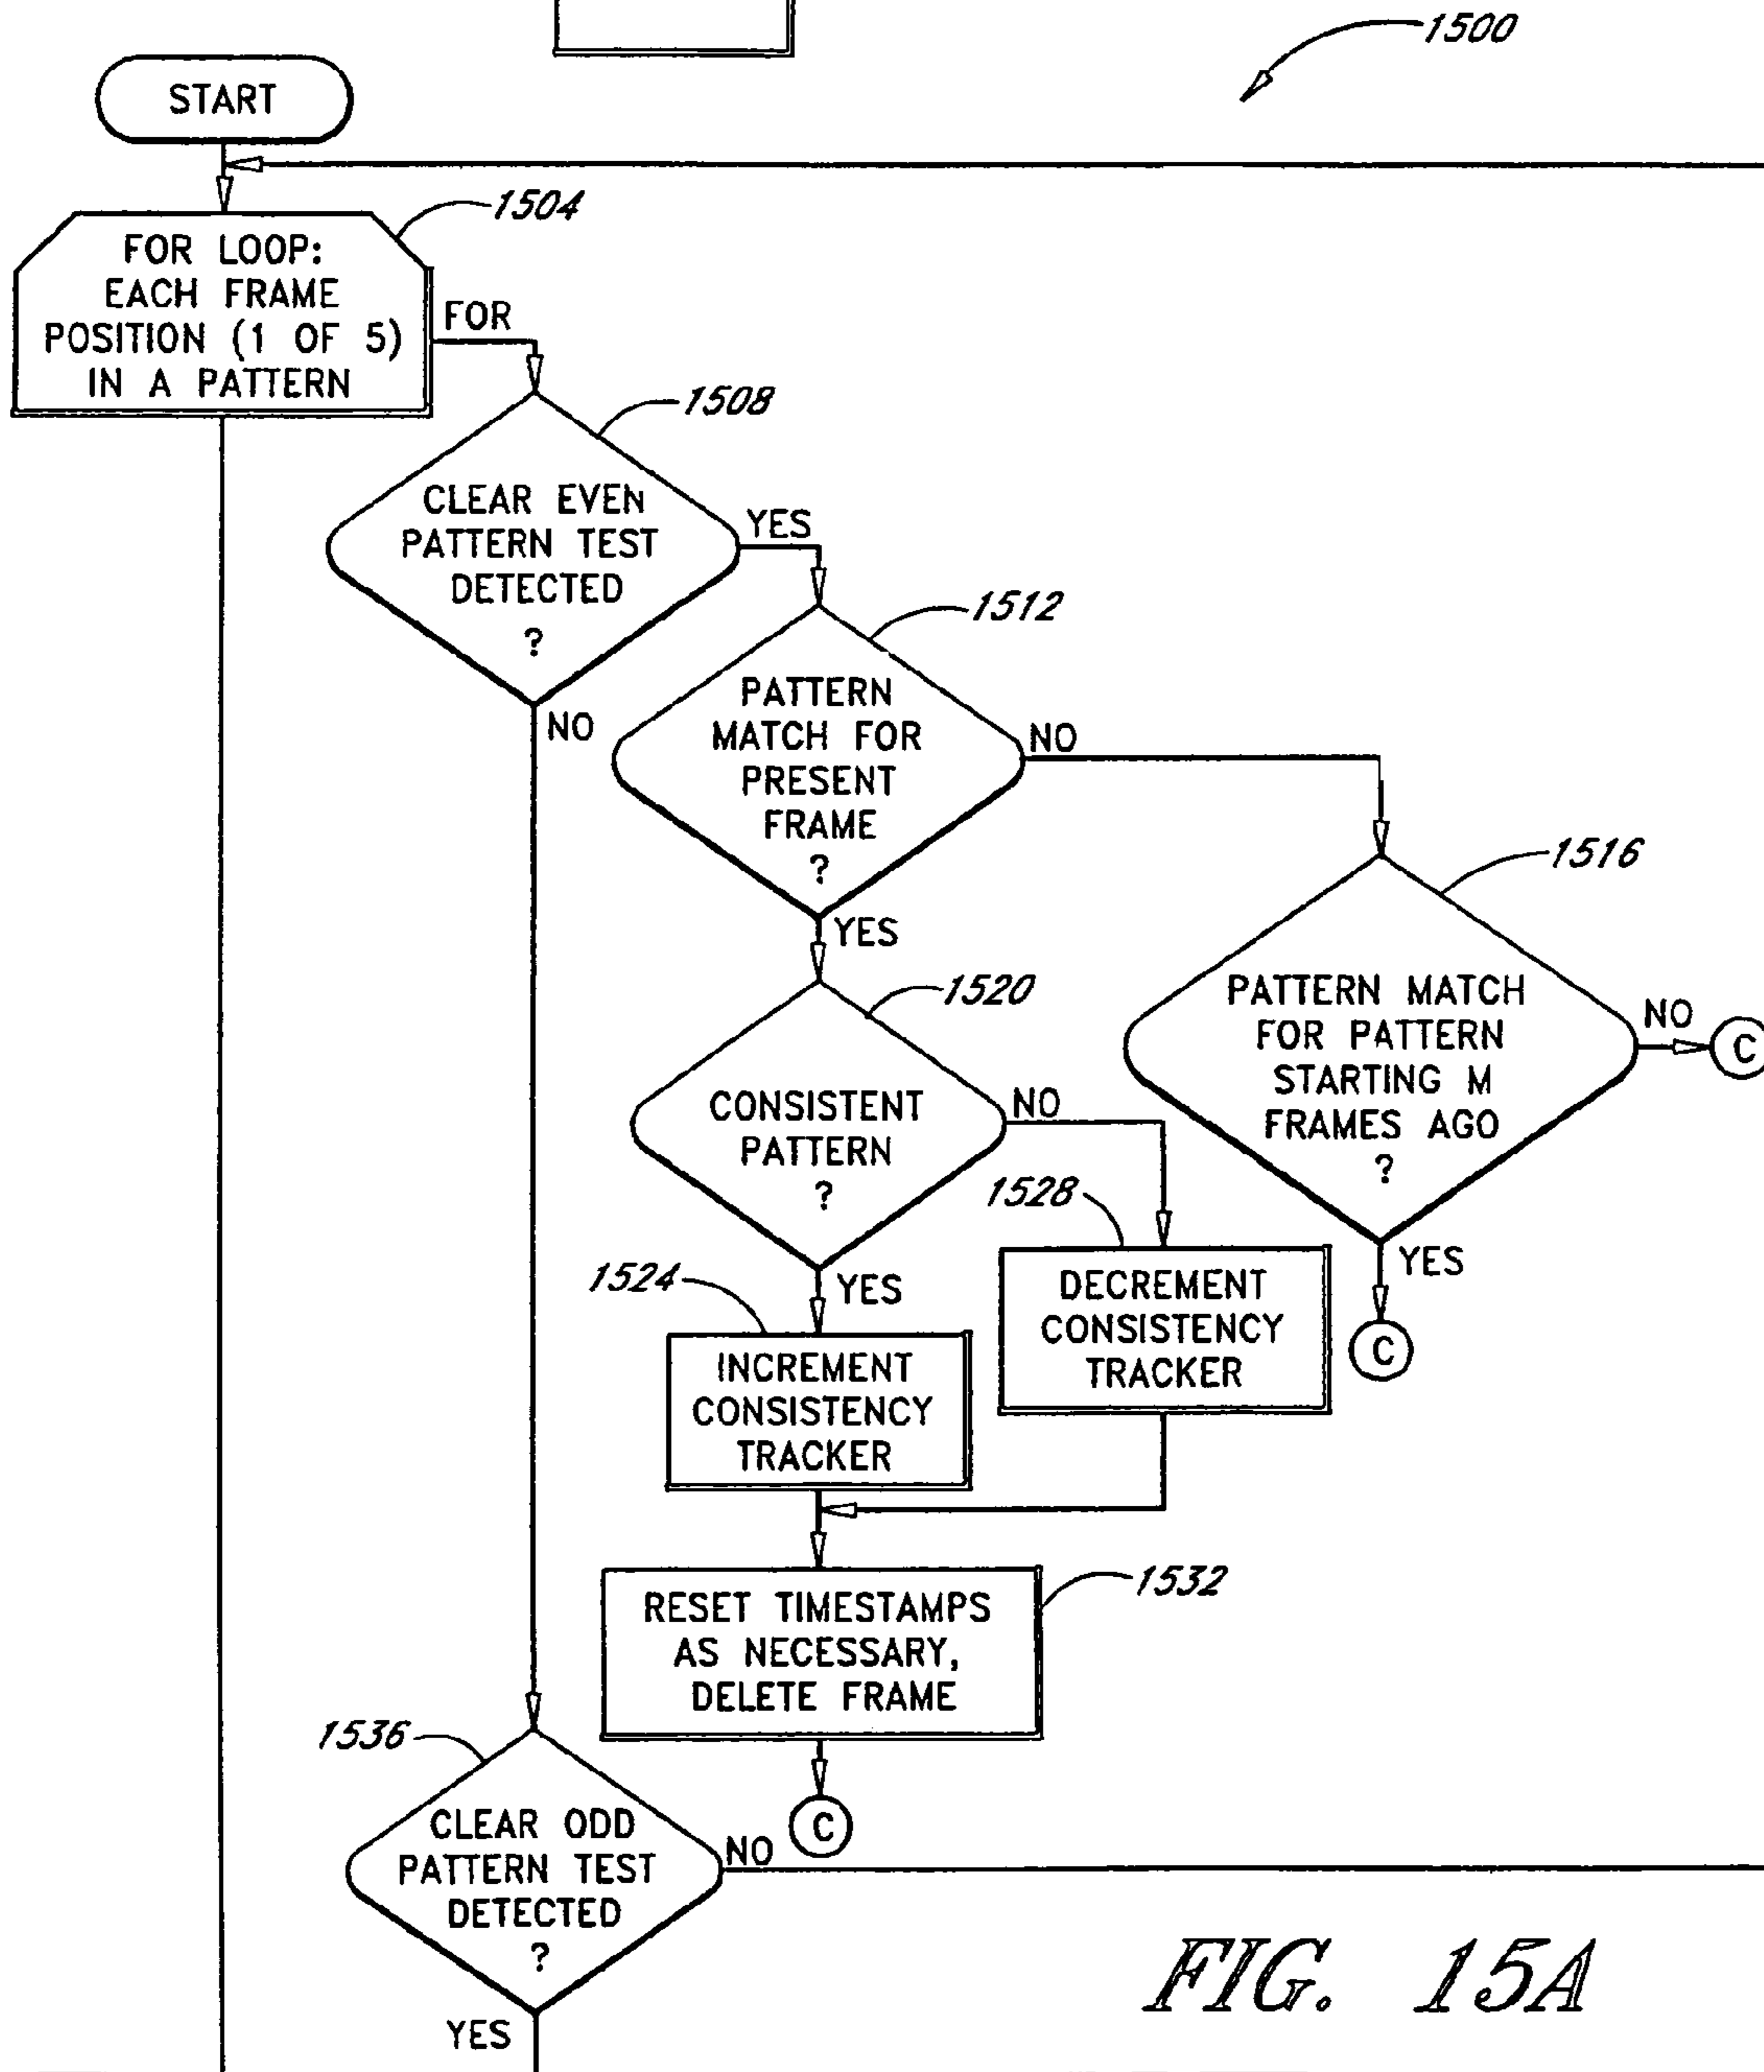 1500
START
1504
FOR LOOP:
EACH FRAME
POSITION (1 OF 5)
IN A PATTERN
FOR
1508
CLEAR EVEN
PATTERN TEST
DETECTED
?
YES
NO
1512
PATTERN
MATCH FOR
PRESENT
FRAME
?
NO
YES
1516
PATTERN MATCH
FOR PATTERN
STARTING M
FRAMES AGO
?
NO
C
YES
C
1520
CONSISTENT
PATTERN
?
NO
YES
1528
DECREMENT
CONSISTENCY
TRACKER
1524
INCREMENT
CONSISTENCY
TRACKER
1532
RESET TIMESTAMPS
AS NECESSARY,
DELETE FRAME
C
1536
CLEAR ODD
PATTERN TEST
DETECTED
?
NO
YES
FIG. 15A